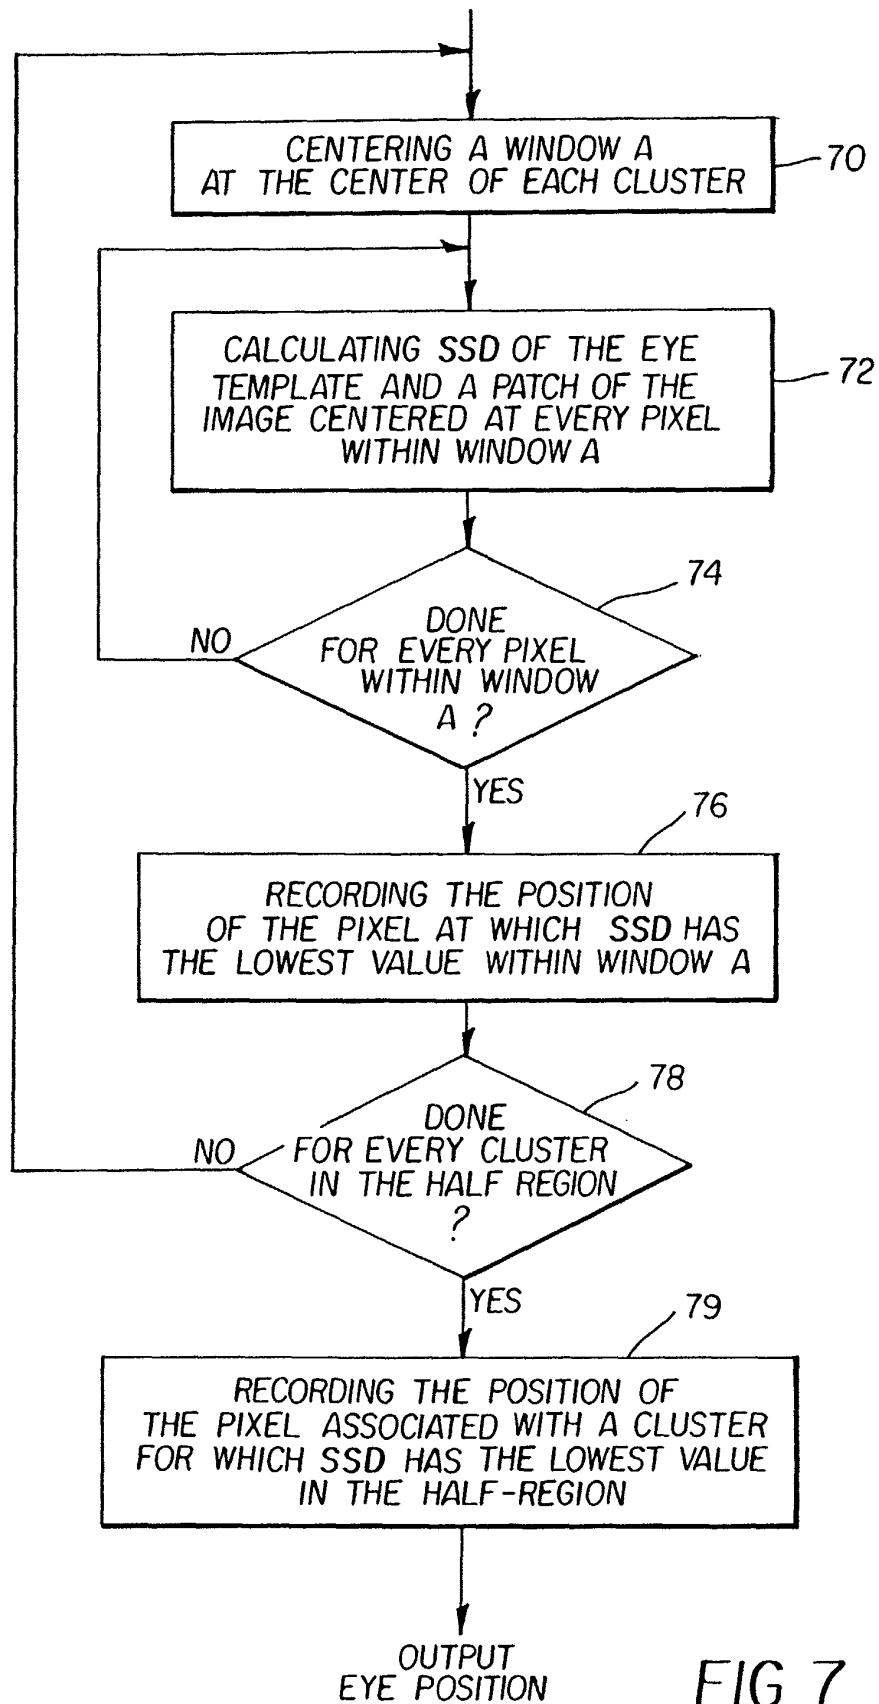 CENTERING A WINDOW A
AT THE CENTER OF EACH CLUSTER
70
CALCULATING SSD OF THE EYE
TEMPLATE AND A PATCH OF THE
IMAGE CENTERED AT EVERY PIXEL
WITHIN WINDOW A
72
74
DONE
FOR EVERY PIXEL
WITHIN WINDOW
A ?
NO
YES
76
RECORDING THE POSITION
OF THE PIXEL AT WHICH SSD HAS
THE LOWEST VALUE WITHIN WINDOW A
78
DONE
FOR EVERY CLUSTER
IN THE HALF REGION
?
NO
YES
79
RECORDING THE POSITION OF
THE PIXEL ASSOCIATED WITH A CLUSTER
FOR WHICH SSD HAS THE LOWEST VALUE
IN THE HALF-REGION
OUTPUT
EYE POSITION
FIG 7